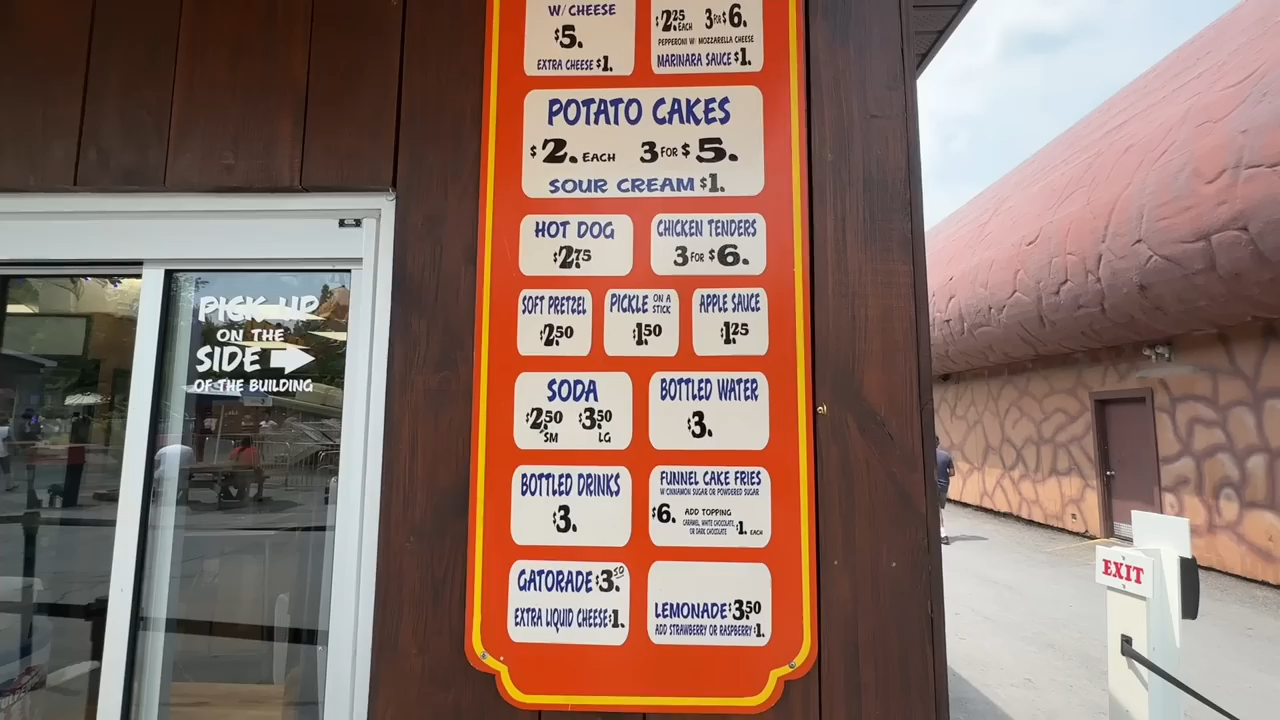 W/ CHEESE
$5.
EXTRA CHEESE $1.
$2.25 EACH 3 FOR $6.
PEPPERONI W/ MOZZARELLA CHEESE
MARINARA SAUCE $1.
POTATO CAKES
$2. EACH 3 FOR $5.
SOUR CREAM $1.
HOT DOG
$2.75
CHICKEN TENDERS
3 FOR $6.
SOFT PRETZEL
$2.50
PICKLE ON A STICK
$1.50
APPLE SAUCE
$1.25
SODA
$2.50 $3.50
SM LG
BOTTLED WATER
$3.
BOTTLED DRINKS
$3.
FUNNEL CAKE FRIES
W/ CINNAMON SUGAR OR POWDERED SUGAR
$6. ADD TOPPING
CARAMEL, WHITE CHOCOLATE,
OR DARK CHOCOLATE $1. EACH
GATORADE $3.50
EXTRA LIQUID CHEESE $1.
LEMONADE $3.50
ADD STRAWBERRY OR RASPBERRY $1.
PICK UP
ON THE
SIDE
OF THE BUILDING
EXIT